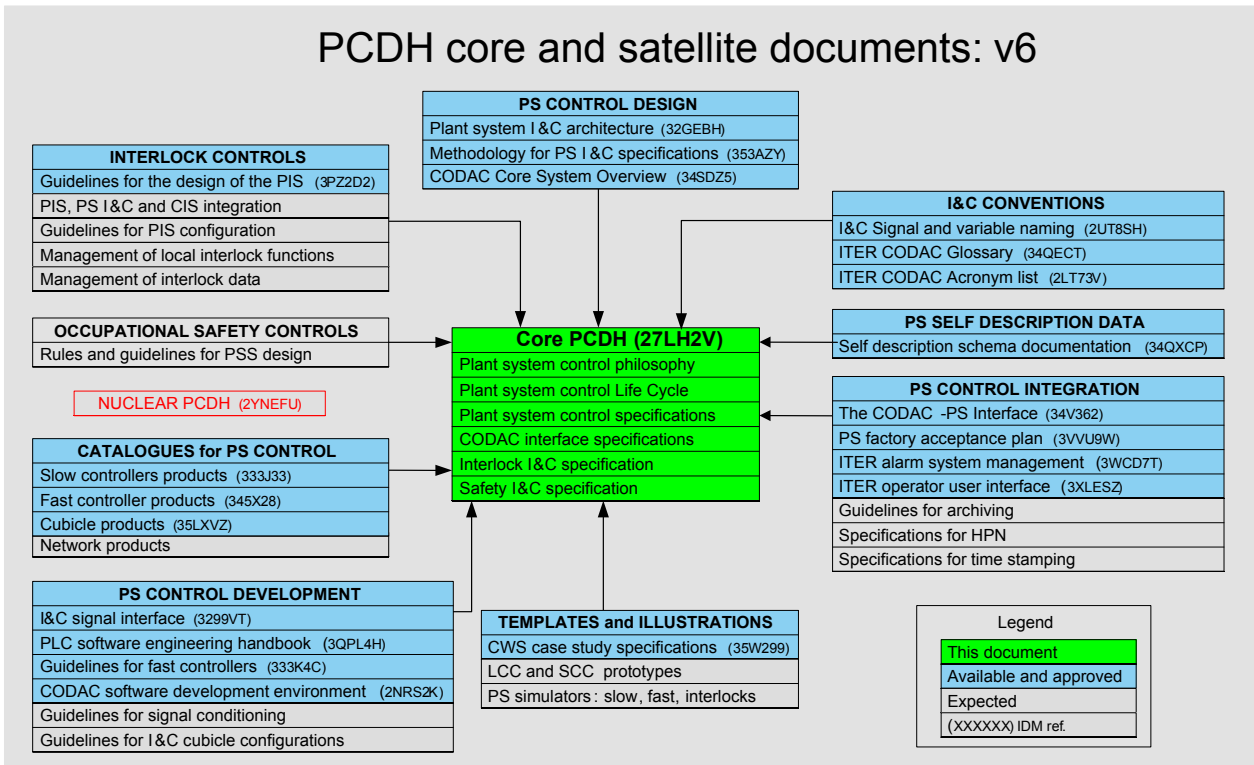 PCDH core and satellite documents: v6
PS CONTROL DESIGN
Plant system I&C architecture (32GEBH)
Methodology for PS I&C specifications (353AZY)
CODAC Core System Overview (34SDZ5)
INTERLOCK CONTROLS
Guidelines for the design of the PIS (3PZ2D2)
PIS, PS I&C and CIS integration
Guidelines for PIS configuration
Management of local interlock functions
Management of interlock data
I&C CONVENTIONS
I&C Signal and variable naming (2UT8SH)
ITER CODAC Glossary (34QECT)
ITER CODAC Acronym list (2LT73V)
OCCUPATIONAL SAFETY CONTROLS
Rules and guidelines for PSS design
Core PCDH (27LH2V)
Plant system control philosophy
Plant system control Life Cycle
Plant system control specifications
CODAC interface specifications
Interlock I&C specification
Safety I&C specification
PS SELF DESCRIPTION DATA
Self description schema documentation (34QXCP)
NUCLEAR PCDH (2YNEFU)
PS CONTROL INTEGRATION
The CODAC -PS Interface (34V362)
PS factory acceptance plan (3VVU9W)
ITER alarm system management (3WCD7T)
ITER operator user interface (3XLESZ)
Guidelines for archiving
Specifications for HPN
Specifications for time stamping
CATALOGUES for PS CONTROL
Slow controllers products (333J33)
Fast controller products (345X28)
Cubicle products (35LXVZ)
Network products
PS CONTROL DEVELOPMENT
I&C signal interface (3299VT)
PLC software engineering handbook (3QPL4H)
Guidelines for fast controllers (333K4C)
CODAC software development environment (2NRS2K)
Guidelines for signal conditioning
Guidelines for I&C cubicle configurations
TEMPLATES and ILLUSTRATIONS
CWS case study specifications (35W299)
LCC and SCC prototypes
PS simulators: slow, fast, interlocks
Legend
This document
Available and approved
Expected
(XXXXXX) IDM ref.